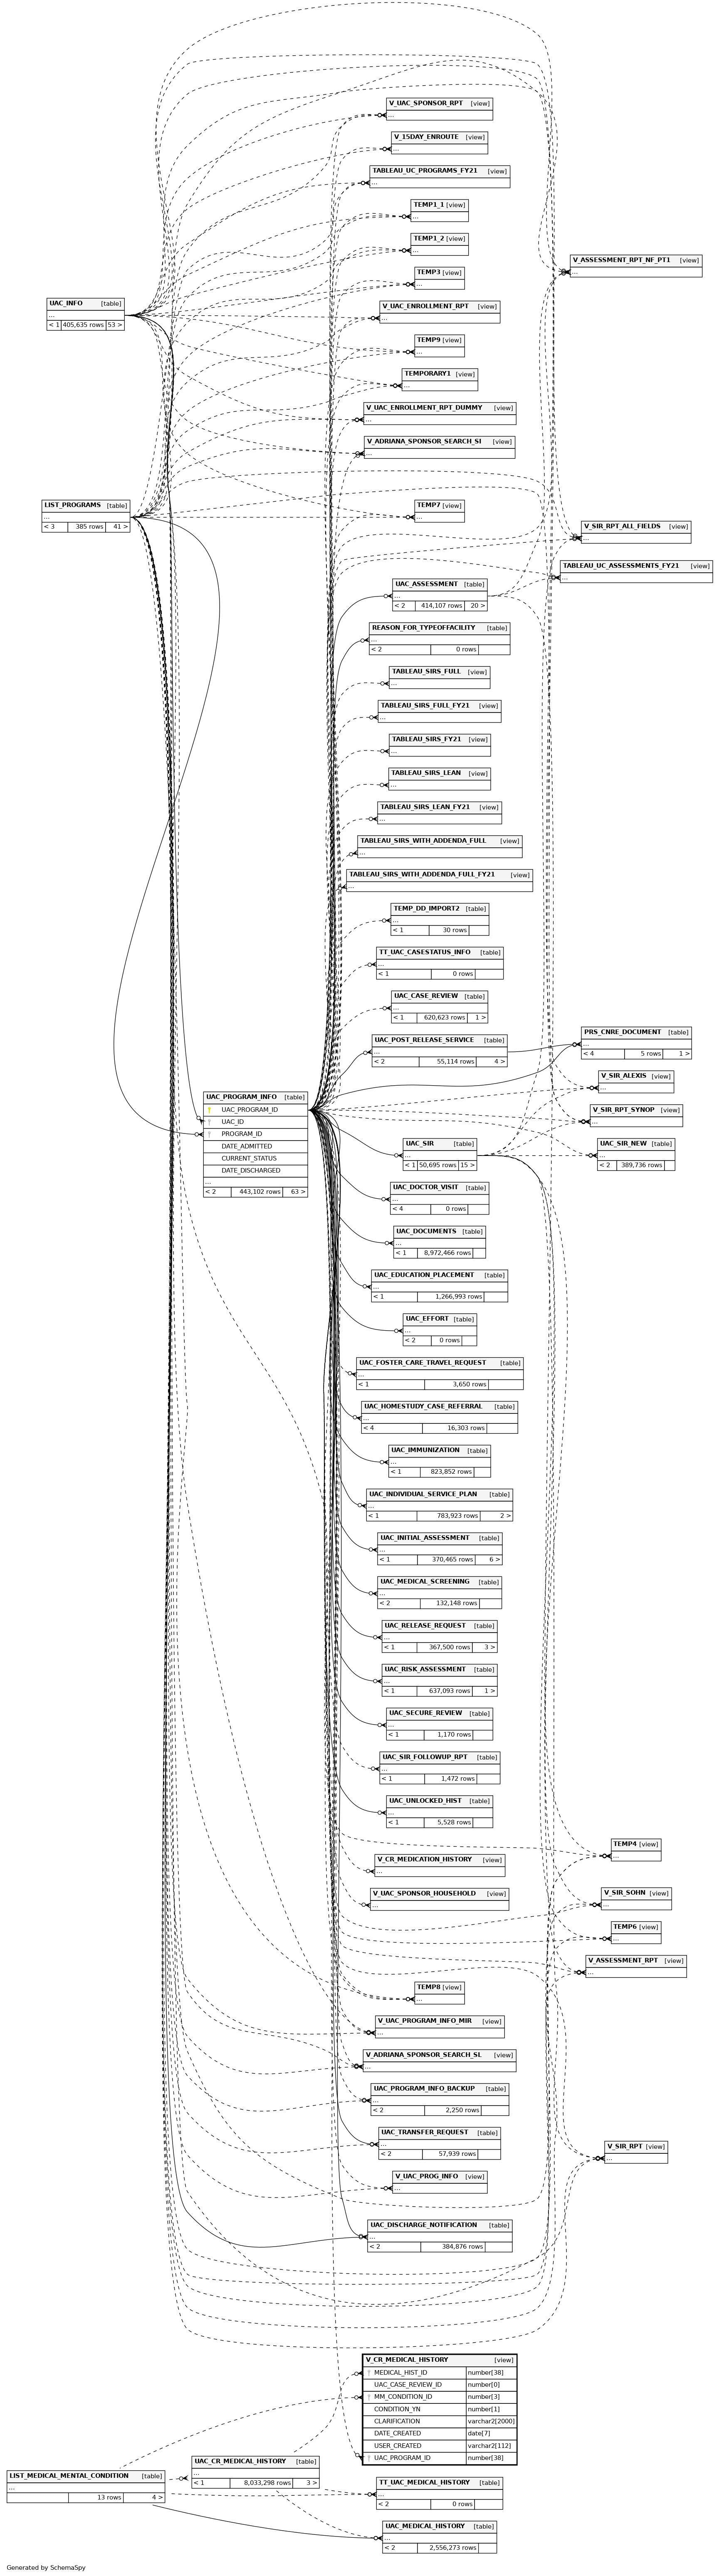 V_UAC_SPONSOR_RPT [view]
...
V_15DAY_ENROUTE [view]
...
TABLEAU_UC_PROGRAMS_FY21 [view]
...
TEMP1_1 [view]
...
TEMP1_2 [view]
...
V_ASSESSMENT_RPT_NF_PT1 [view]
...
TEMP3 [view]
...
UAC_INFO [table]
...
< 1 405,635 rows 53 >
V_UAC_ENROLLMENT_RPT [view]
...
TEMP9 [view]
...
TEMPORARY1 [view]
...
V_UAC_ENROLLMENT_RPT_DUMMY [view]
...
V_ADRIANA_SPONSOR_SEARCH_SI [view]
...
LIST_PROGRAMS [table]
...
< 3 385 rows 41 >
TEMP7 [view]
...
V_SIR_RPT_ALL_FIELDS [view]
...
TABLEAU_UC_ASSESSMENTS_FY21 [view]
...
UAC_ASSESSMENT [table]
...
< 2 414,107 rows 20 >
REASON_FOR_TYPEOFFACILITY [table]
...
< 2 0 rows
TABLEAU_SIRS_FULL [view]
...
TABLEAU_SIRS_FULL_FY21 [view]
...
TABLEAU_SIRS_FY21 [view]
...
TABLEAU_SIRS_LEAN [view]
...
TABLEAU_SIRS_LEAN_FY21 [view]
...
TABLEAU_SIRS_WITH_ADDENDA_FULL [view]
...
TABLEAU_SIRS_WITH_ADDENDA_FULL_FY21 [view]
...
TEMP_DD_IMPORT2 [table]
...
< 1 30 rows
TT_UAC_CASESTATUS_INFO [table]
...
< 1 0 rows
UAC_CASE_REVIEW [table]
...
< 1 620,623 rows 1 >
UAC_POST_RELEASE_SERVICE [table]
...
< 2 55,114 rows 4 >
PRS_CNRE_DOCUMENT [table]
...
< 4 5 rows 1 >
V_SIR_ALEXIS [view]
...
UAC_PROGRAM_INFO [table]
UAC_PROGRAM_ID
UAC_ID
PROGRAM_ID
DATE_ADMITTED
CURRENT_STATUS
DATE_DISCHARGED
...
< 2 443,102 rows 63 >
V_SIR_RPT_SYNOP [view]
...
UAC_SIR [table]
...
< 1 50,695 rows 15 >
UAC_SIR_NEW [table]
...
< 2 389,736 rows
UAC_DOCTOR_VISIT [table]
...
< 4 0 rows
UAC_DOCUMENTS [table]
...
< 1 8,972,466 rows
UAC_EDUCATION_PLACEMENT [table]
...
< 1 1,266,993 rows
UAC_EFFORT [table]
...
< 2 0 rows
UAC_FOSTER_CARE_TRAVEL_REQUEST [table]
...
< 1 3,650 rows
UAC_HOMESTUDY_CASE_REFERRAL [table]
...
< 4 16,303 rows
UAC_IMMUNIZATION [table]
...
< 1 823,852 rows
UAC_INDIVIDUAL_SERVICE_PLAN [table]
...
< 1 783,923 rows 2 >
UAC_INITIAL_ASSESSMENT [table]
...
< 1 370,465 rows 6 >
UAC_MEDICAL_SCREENING [table]
...
< 2 132,148 rows
UAC_RELEASE_REQUEST [table]
...
< 1 367,500 rows 3 >
UAC_RISK_ASSESSMENT [table]
...
< 1 637,093 rows 1 >
UAC_SECURE_REVIEW [table]
...
< 1 1,170 rows
UAC_SIR_FOLLOWUP_RPT [table]
...
< 1 1,472 rows
UAC_UNLOCKED_HIST [table]
...
< 1 5,528 rows
TEMP4 [view]
...
V_CR_MEDICATION_HISTORY [view]
...
V_UAC_SPONSOR_HOUSEHOLD [view]
...
V_SIR_SOHN [view]
...
TEMP6 [view]
...
V_ASSESSMENT_RPT [view]
...
TEMP8 [view]
...
V_UAC_PROGRAM_INFO_MIR [view]
...
V_ADRIANA_SPONSOR_SEARCH_SL [view]
...
UAC_PROGRAM_INFO_BACKUP [table]
...
< 2 2,250 rows
UAC_TRANSFER_REQUEST [table]
...
< 2 57,939 rows
V_SIR_RPT [view]
...
V_UAC_PROG_INFO [view]
...
UAC_DISCHARGE_NOTIFICATION [table]
...
< 2 384,876 rows
V_CR_MEDICAL_HISTORY [view]
MEDICAL_HIST_ID number[38]
UAC_CASE_REVIEW_ID number[0]
MM_CONDITION_ID number[3]
CONDITION_YN number[1]
CLARIFICATION varchar2[2000]
DATE_CREATED date[7]
USER_CREATED varchar2[112]
UAC_PROGRAM_ID number[38]
UAC_CR_MEDICAL_HISTORY [table]
...
< 1 8,033,298 rows 3 >
LIST_MEDICAL_MENTAL_CONDITION [table]
...
13 rows 4 >
TT_UAC_MEDICAL_HISTORY [table]
...
< 2 0 rows
UAC_MEDICAL_HISTORY [table]
...
< 2 2,556,273 rows
Generated by SchemaSpy